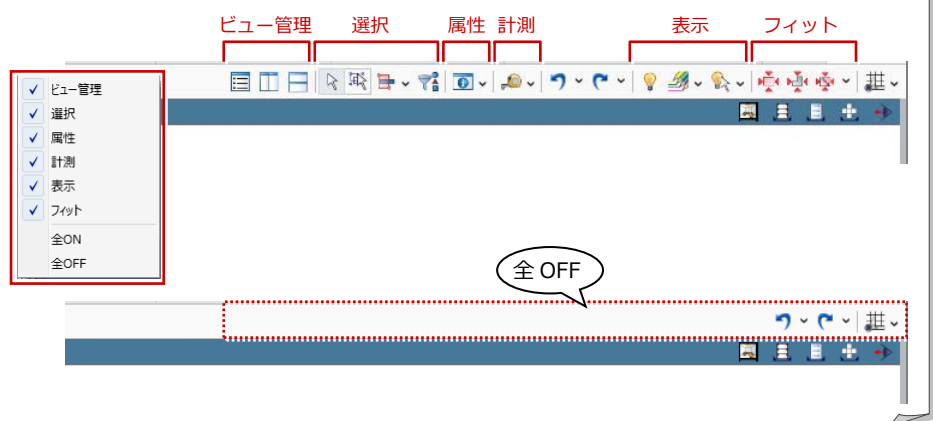 ビュー管理 選択 属性 計測 表示 フィット
ビュー管理
選択
属性
計測
表示
フィット
全ON
全OFF
全 OFF